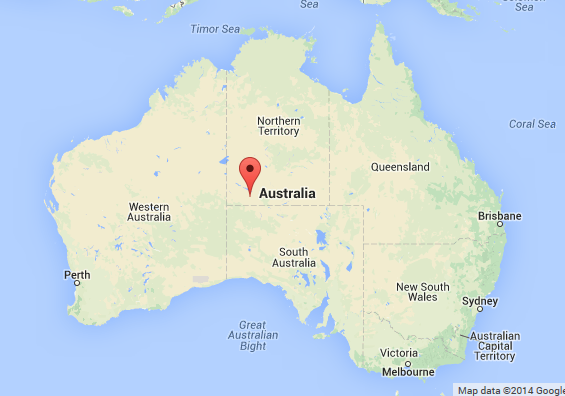 Sea
Solomon
Sea
Timor Sea
Northern
Territory
Coral Sea
Queensland
Australia
Western
Australia
Brisbane
South
Australia
Perth
New South
Wales
Sydney
Great
Australian
Bight
Australian
Capital
Territory
Victoria
Melbourne
Map data ©2014 Google